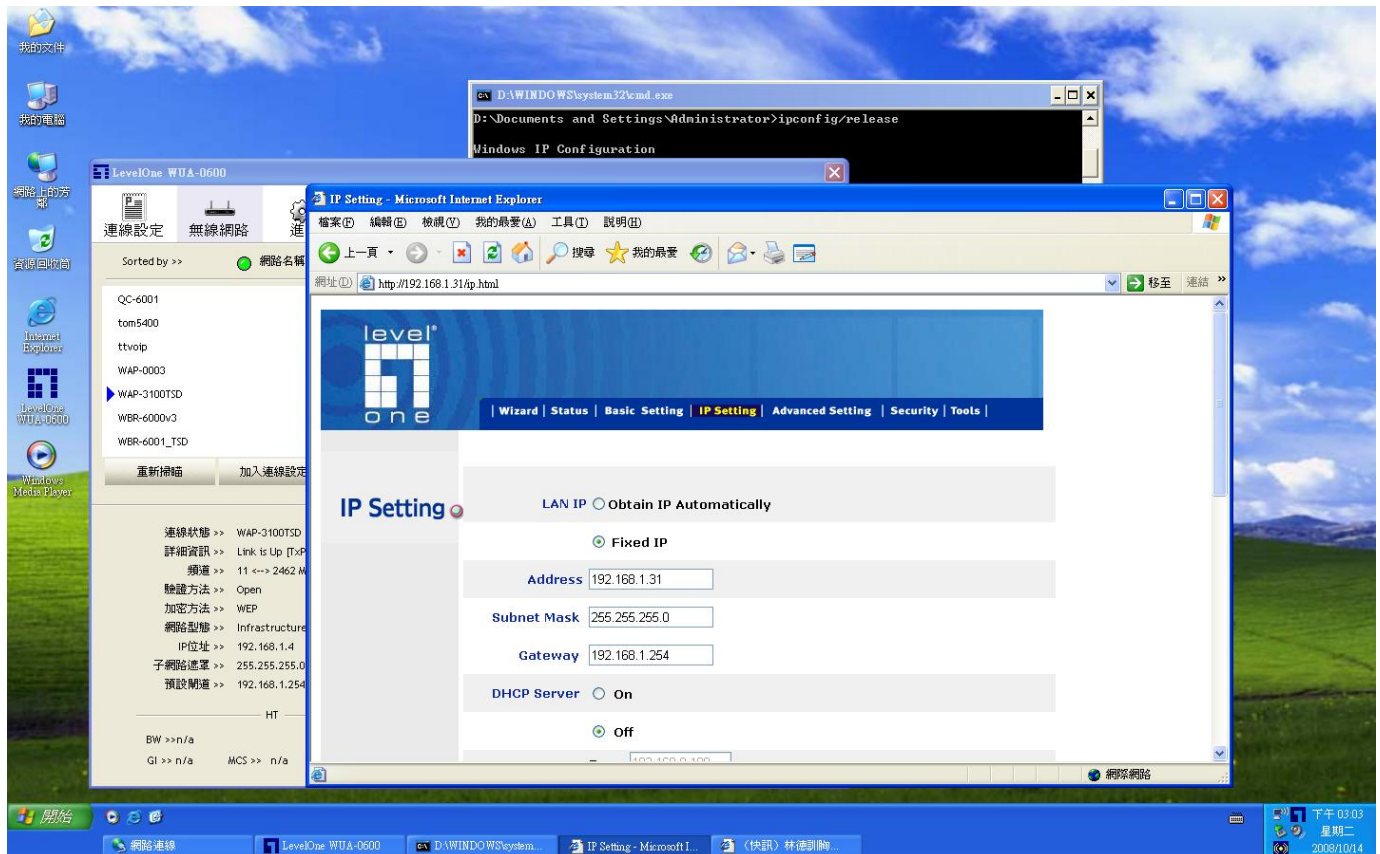 我的文件
我的電腦
網路上的芳
鄰
資源回收筒
Internet
Explorer
LevelOne
WUA-0600
Windows
Media Player
D:\WINDOWS\system32\cmd.exe
D:\Documents and Settings\Administrator>ipconfig/release
Windows IP Configuration
LevelOne WUA-0600
連線設定
無線網路
進
Sorted by >>
網路名稱
QC-6001
tom5400
ttvoip
WAP-0003
WAP-3100TSD
WBR-6000v3
WBR-6001_TSD
重新掃瞄
加入連線設定
連線狀態 >> WAP-3100TSD
詳細資訊 >> Link is Up [TxP
頻道 >> 11 <--> 2462 M
驗證方法 >> Open
加密方法 >> WEP
網路型態 >> Infrastructure
IP位址 >> 192.168.1.4
子網路遮罩 >> 255.255.255.0
預設閘道 >> 192.168.1.254
HT
BW >>n/a
GI >> n/a MCS >> n/a
IP Setting - Microsoft Internet Explorer
檔案(F) 編輯(E) 檢視(V) 我的最愛(A) 工具(T) 說明(H)
上一頁 搜尋 我的最愛
網址(D) http://192.168.1.31/ip.html 移至 連結 »
level
one
| Wizard | Status | Basic Setting | IP Setting | Advanced Setting | Security | Tools |
IP Setting
LAN IP Obtain IP Automatically
Fixed IP
Address 192.168.1.31
Subnet Mask 255.255.255.0
Gateway 192.168.1.254
DHCP Server On
Off
網際網路
開始
網路連線
LevelOne WUA-0600
D:\WINDOWS\system...
IP Setting - Microsoft I...
下午 03:03
星期二
2008/10/14